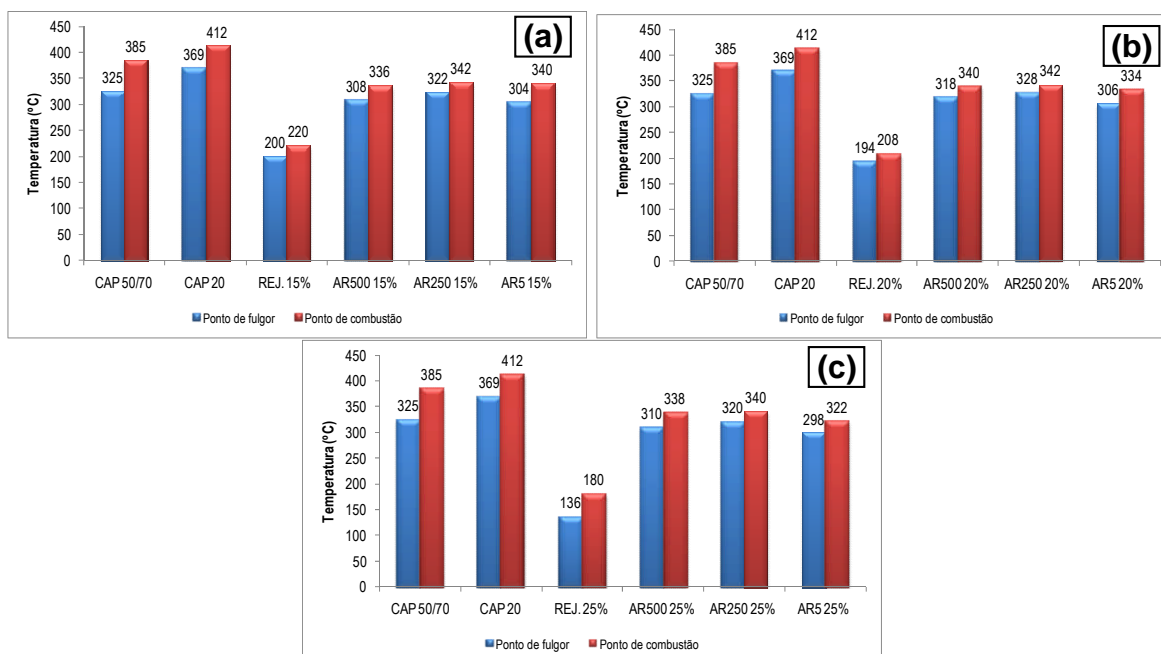 (a)
Temperatura (ºC)
450
400
350
300
250
200
150
100
50
0
325 385 369 412 200 220 308 336 322 342 304 340
CAP 50/70 CAP 20 REJ. 15% AR500 15% AR250 15% AR5 15%
Ponto de fulgor Ponto de combustão
(b)
Temperatura (ºC)
450
400
350
300
250
200
150
100
50
0
325 385 369 412 194 208 318 340 328 342 306 334
CAP 50/70 CAP 20 REJ. 20% AR500 20% AR250 20% AR5 20%
Ponto de fulgor Ponto de combustão
(c)
Temperatura (ºC)
450
400
350
300
250
200
150
100
50
0
325 385 369 412 136 180 310 338 320 340 298 322
CAP 50/70 CAP 20 REJ. 25% AR500 25% AR250 25% AR5 25%
Ponto de fulgor Ponto de combustão